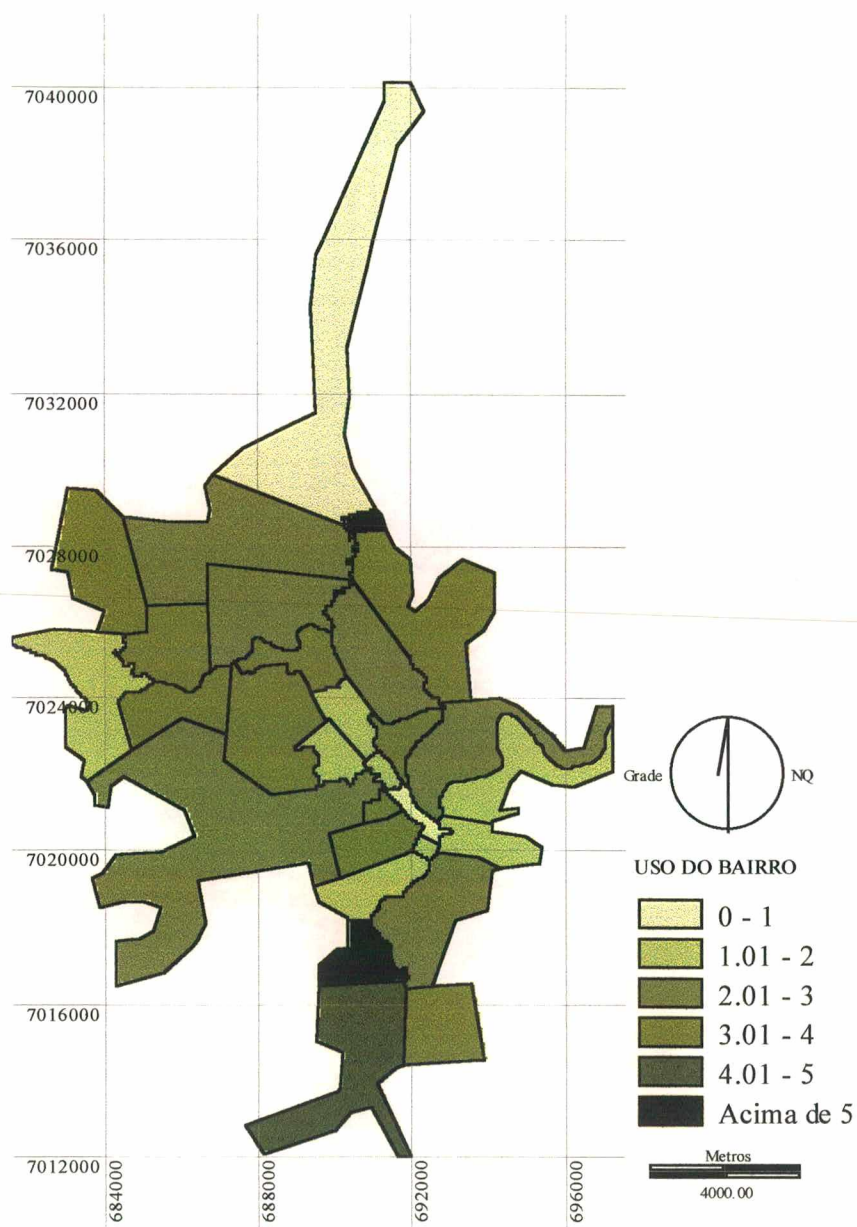 7040000
7036000
7032000
7028000
7024000
7020000
7016000
7012000
684000
688000
692000
696000
Grade
NQ
USO DO BAIRRO
0 - 1
1.01 - 2
2.01 - 3
3.01 - 4
4.01 - 5
Acima de 5
Metros
4000.00